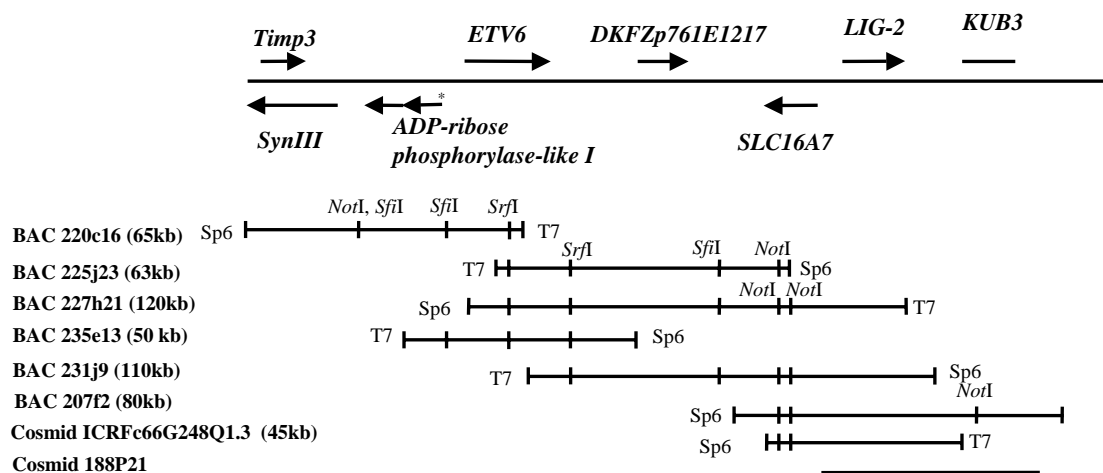 Timp3 ETV6 DKFZp761E1217 LIG-2 KUB3
*
SynIII ADP-ribose
phosphorylase-like I SLC16A7
NotI, SfiI SfiI SrfI
BAC 220c16 (65kb) Sp6 T7
SrfI SfiI NotI
BAC 225j23 (63kb) T7 Sp6
NotI NotI
BAC 227h21 (120kb) Sp6 T7
BAC 235e13 (50 kb) T7 Sp6
BAC 231j9 (110kb) T7 Sp6
NotI
BAC 207f2 (80kb) Sp6
Cosmid ICRFc66G248Q1.3 (45kb) Sp6 T7
Cosmid 188P21